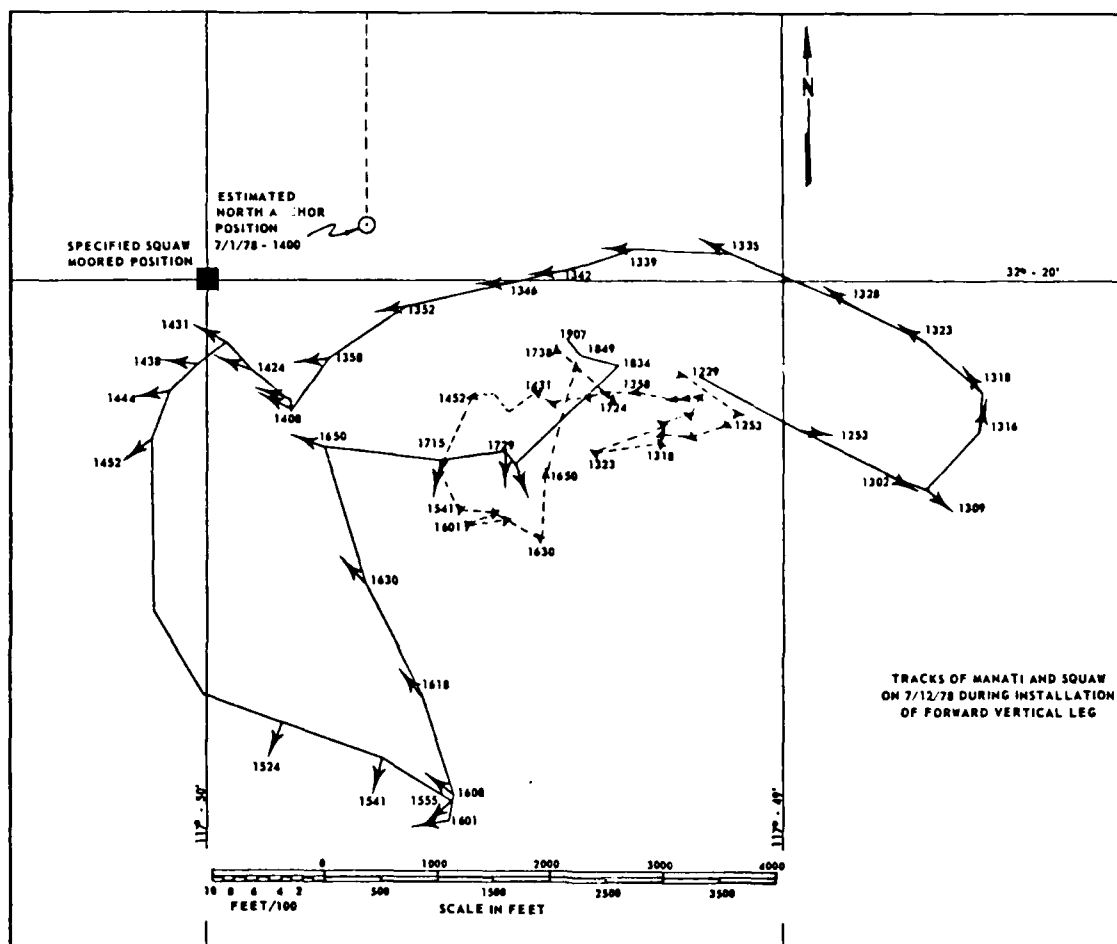 N
ESTIMATED
NORTH A CHOR
POSITION
7/1/78 - 1400
SPECIFIED SQUAW
MOORED POSITION
32° - 20'
1335
1339
1342
1346
1328
1352
1323
1431
1907
1738
1849
1358
1834
1438
1424
1229
1318
1444
1452
1431
1358
1408
1724
1253
1316
1650
1253
1452
1715
1729
1323
1318
1650
1302
1309
1541
1601
1630
1630
1618
TRACKS OF MANATI AND SQUAW
ON 7/12/78 DURING INSTALLATION
OF FORWARD VERTICAL LEG
1524
1541
1555
1608
1601
117° - 50'
117° - 49'
0 1000 2000 3000 4000
10 8 6 4 2 500 1500 2500 3500
FEET/100
SCALE IN FEET